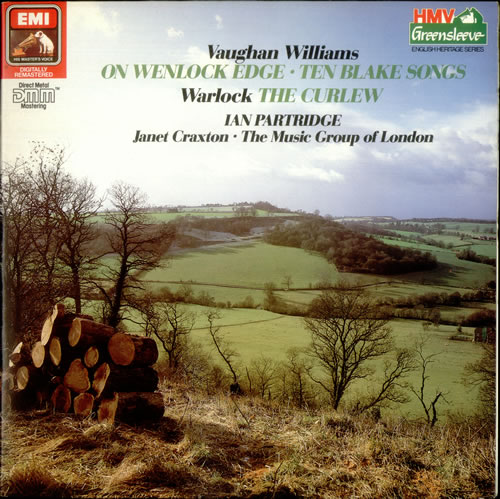 EMI
HIS MASTER'S VOICE
DIGITALLY
REMASTERED
Direct Metal
DMM™
Mastering
HMV
Greensleeve
ENGLISH HERITAGE SERIES
Vaughan Williams
ON WENLOCK EDGE · TEN BLAKE SONGS
Warlock THE CURLEW
IAN PARTRIDGE
Janet Craxton · The Music Group of London